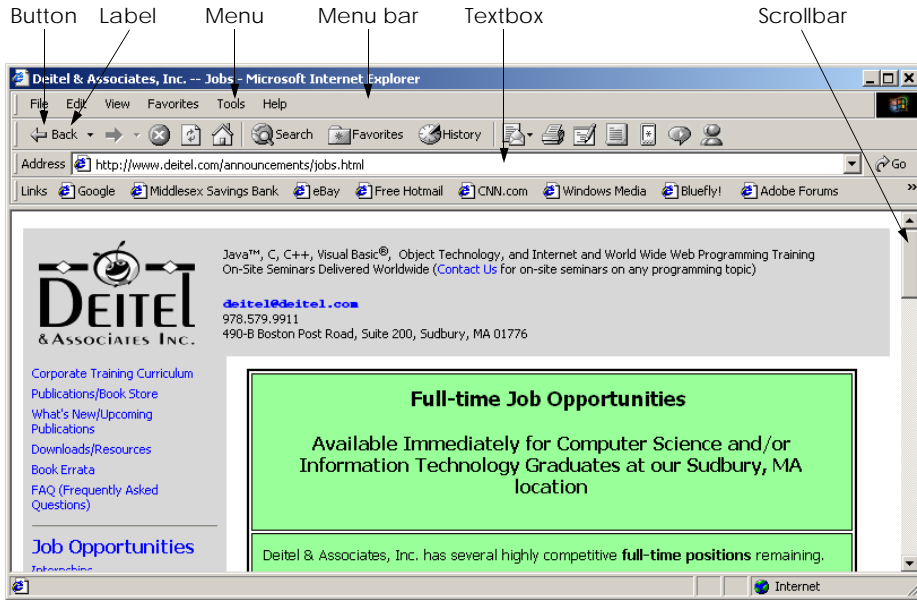 Button Label Menu Menu bar Textbox Scrollbar
Deitel & Associates, Inc. -- Jobs - Microsoft Internet Explorer
File Edit View Favorites Tools Help
Back Search Favorites History
Address http://www.deitel.com/announcements/jobs.html Go
Links Google Middlesex Savings Bank eBay Free Hotmail CNN.com Windows Media Bluefly! Adobe Forums »
Java™, C, C++, Visual Basic®, Object Technology, and Internet and World Wide Web Programming Training
On-Site Seminars Delivered Worldwide (Contact Us for on-site seminars on any programming topic)
deitel@deitel.com
978.579.9911
490-B Boston Post Road, Suite 200, Sudbury, MA 01776
DEITEL
& ASSOCIATES INC.
Corporate Training Curriculum
Publications/Book Store
What's New/Upcoming
Publications
Downloads/Resources
Book Errata
FAQ (Frequently Asked
Questions)
Job Opportunities
Internships
Full-time Job Opportunities
Available Immediately for Computer Science and/or
Information Technology Graduates at our Sudbury, MA
location
Deitel & Associates, Inc. has several highly competitive full-time positions remaining.
Internet